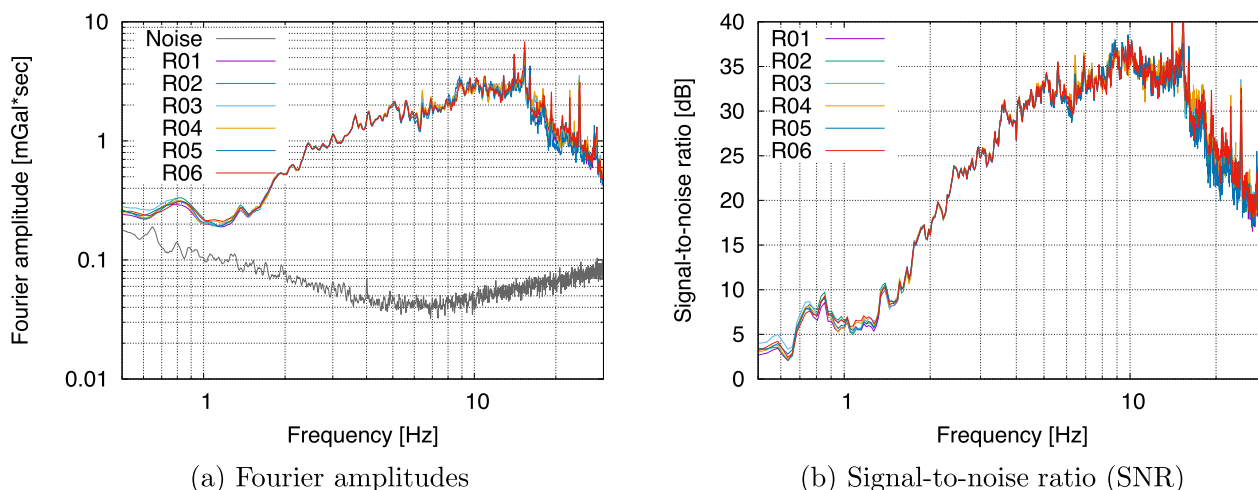 Fourier amplitude [mGal*sec]
10
1
0.1
0.01
Noise
R01
R02
R03
R04
R05
R06
1
10
Frequency [Hz]
(a) Fourier amplitudes
Signal-to-noise ratio [dB]
40
35
30
25
20
15
10
5
0
R01
R02
R03
R04
R05
R06
1
10
Frequency [Hz]
(b) Signal-to-noise ratio (SNR)